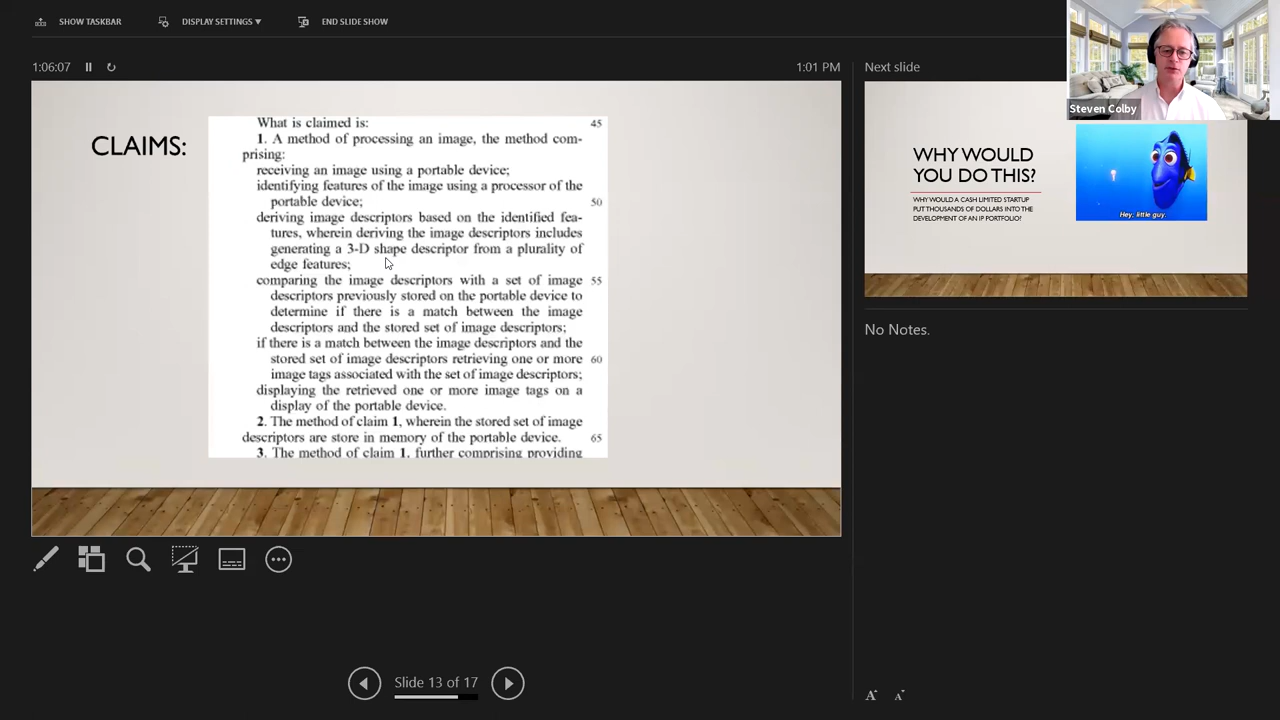 SHOW TASKBAR
DISPLAY SETTINGS ▼
END SLIDE SHOW
1:06:07
1:01 PM
CLAIMS:
What is claimed is: 45
1. A method of processing an image, the method com-
prising:
receiving an image using a portable device;
identifying features of the image using a processor of the
portable device; 50
deriving image descriptors based on the identified fea-
tures, wherein deriving the image descriptors includes
generating a 3-D shape descriptor from a plurality of
edge features;
comparing the image descriptors with a set of image 55
descriptors previously stored on the portable device to
determine if there is a match between the image
descriptors and the stored set of image descriptors;
if there is a match between the image descriptors and the
stored set of image descriptors retrieving one or more 60
image tags associated with the set of image descriptors;
displaying the retrieved one or more image tags on a
display of the portable device.
2. The method of claim 1, wherein the stored set of image
descriptors are store in memory of the portable device. 65
3. The method of claim 1, further comprising providing
Slide 13 of 17
Next slide
Steven Colby
WHY WOULD
YOU DO THIS?
WHY WOULD A CASH LIMITED STARTUP
PUT THOUSANDS OF DOLLARS INTO THE
DEVELOPMENT OF AN IP PORTFOLIO?
Hey, little guy.
No Notes.
A A